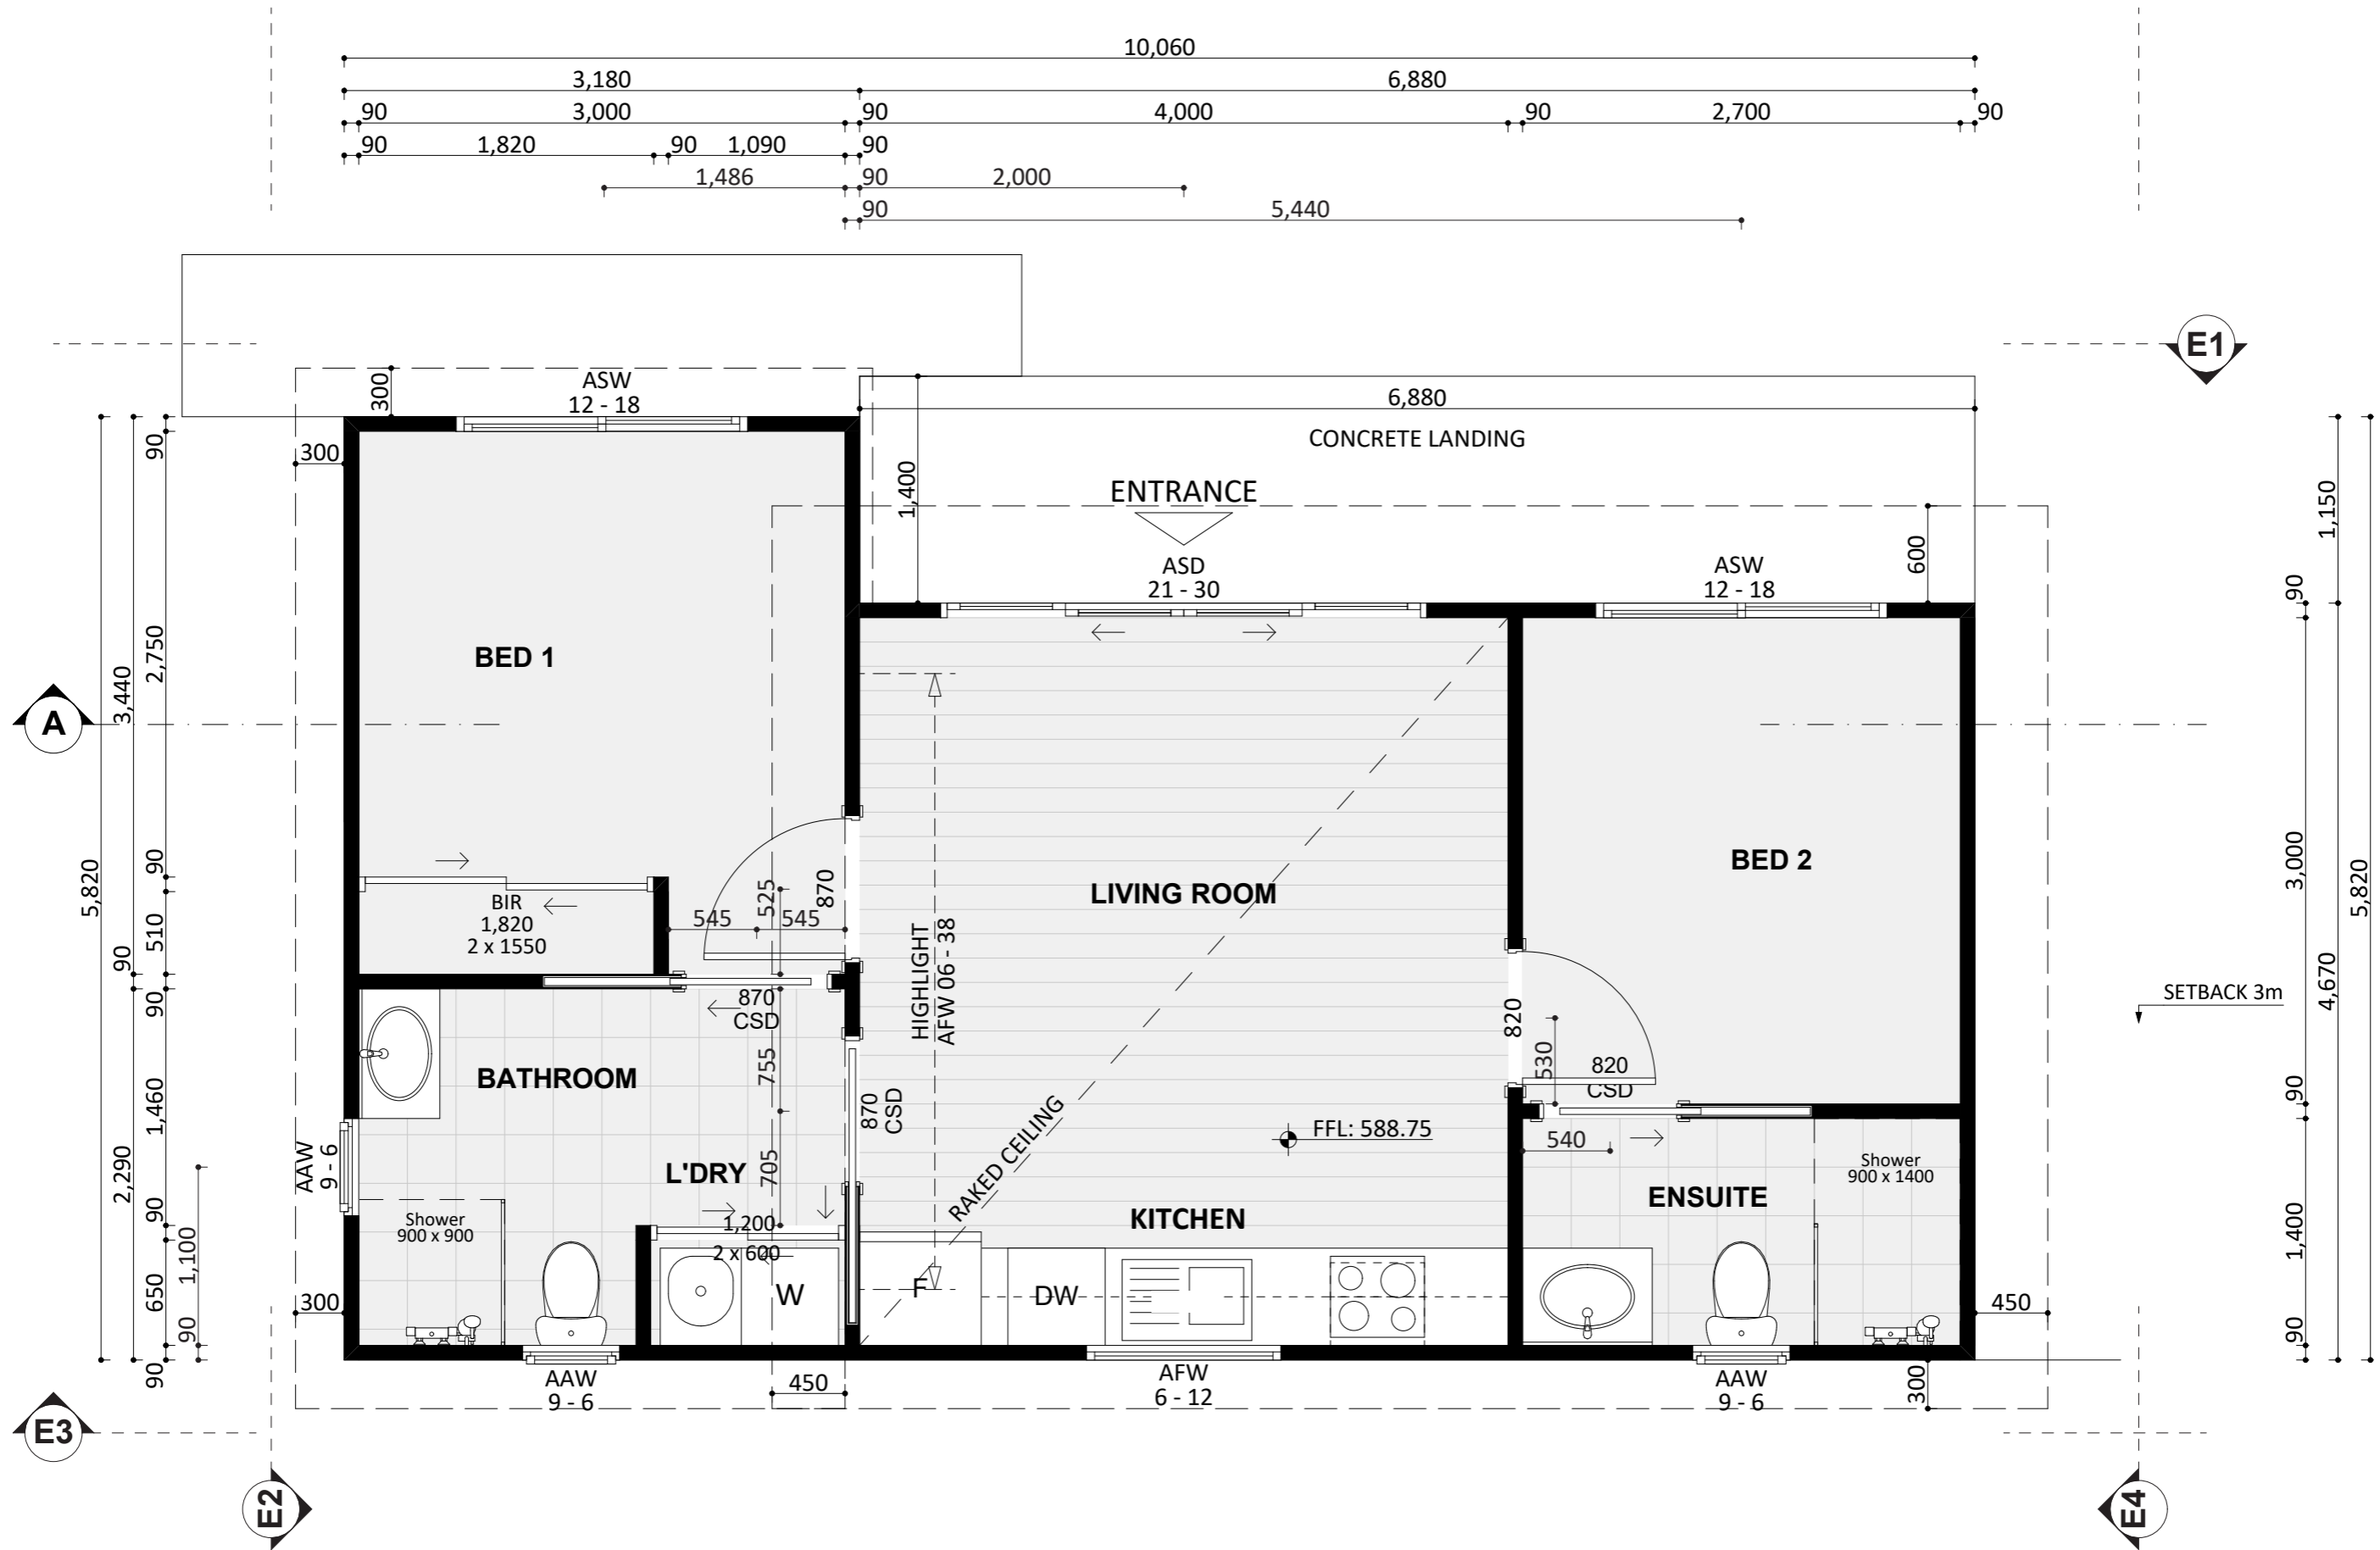 10,060
3,180 6,880
90 3,000 90 4,000 90 2,700 90
90 1,820 90 1,090 90
1,486 90 2,000
90 5,440
E1
300
ASW
12 - 18
6,880
CONCRETE LANDING
300
90
1,400
ENTRANCE
1,150
600
ASD
21 - 30
ASW
12 - 18
90
BED 1
2,750
3,440
A
5,820
90
510
90
BIR
1,820
2 x 1550
545
525
545
870
LIVING ROOM
HIGHLIGHT
AFW 06 - 38
BED 2
3,000
5,820
4,670
SETBACK 3m
90
870
CSD
820
530
820
CSD
90
BATHROOM
755
870
CSD
1,460
2,290
AAW
9 - 6
L'DRY
705
RAKED CEILING
FFL: 588.75
540
Shower
900 x 1400
ENSUITE
KITCHEN
90
1,100
Shower
900 x 900
1,200
2 x 600
1,400
650
300
W
F
DW
450
90
90
90
AAW
9 - 6
450
AFW
6 - 12
AAW
9 - 6
300
E3
E2
E4